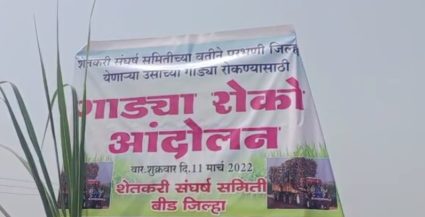 शेतकरी संघर्ष समितीच्या वतीने परभणी जिल्हा
येणाऱ्या उसाच्या गाड्या रोकण्यासाठी
गाड्या रोको
आंदोलन
वार-शुक्रवार दि.11 मार्च 2022
शेतकरी संघर्ष समिती
बीड जिल्हा